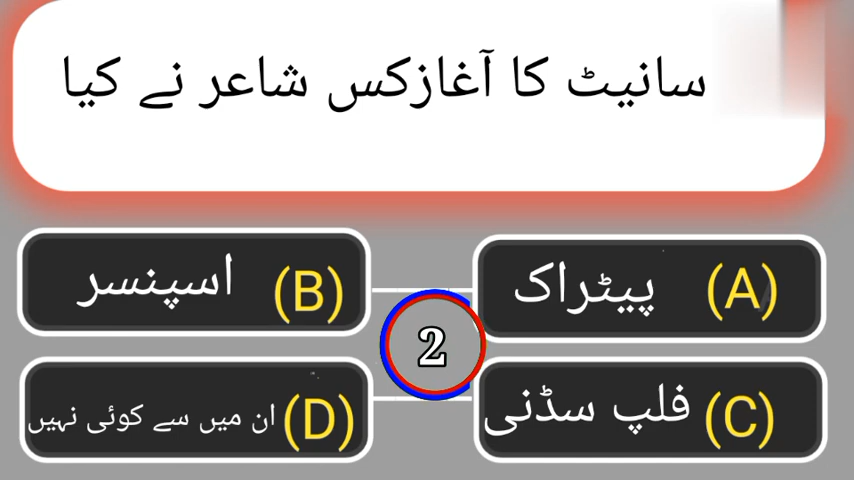 سانیٹ کا آغازکس شاعر نے کیا
(A) پیٹراک
(B) اسپنسر
2
(C) فلپ سڈنی
(D) ان میں سے کوئی نہیں